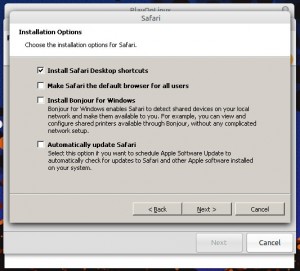 PlayOnLinux
Safari
Installation Options
Choose the installation options for Safari.
Install Safari Desktop shortcuts
Make Safari the default browser for all users
Install Bonjour for Windows
Bonjour for Windows enables Safari to detect shared devices on your local
network and make them available to you. For example, you can view and
configure shared printers available through Bonjour, without any complicated
network setup.
Automatically update Safari
Select this option if you want to schedule Apple Software Update to
automatically check for updates to Safari and other Apple software installed
on your system.
< Back
Next >
Cancel
Next
Cancel